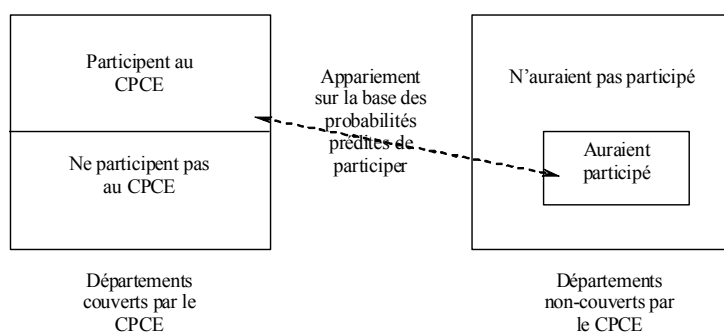 Participent au
CPCE
Ne participent pas
au CPCE
Départements
couverts par le
CPCE
Appariement
sur la base des
probabilités
prédites de
participer
N'auraient pas participé
Auraient
participé
Départements
non-couverts par
le CPCE